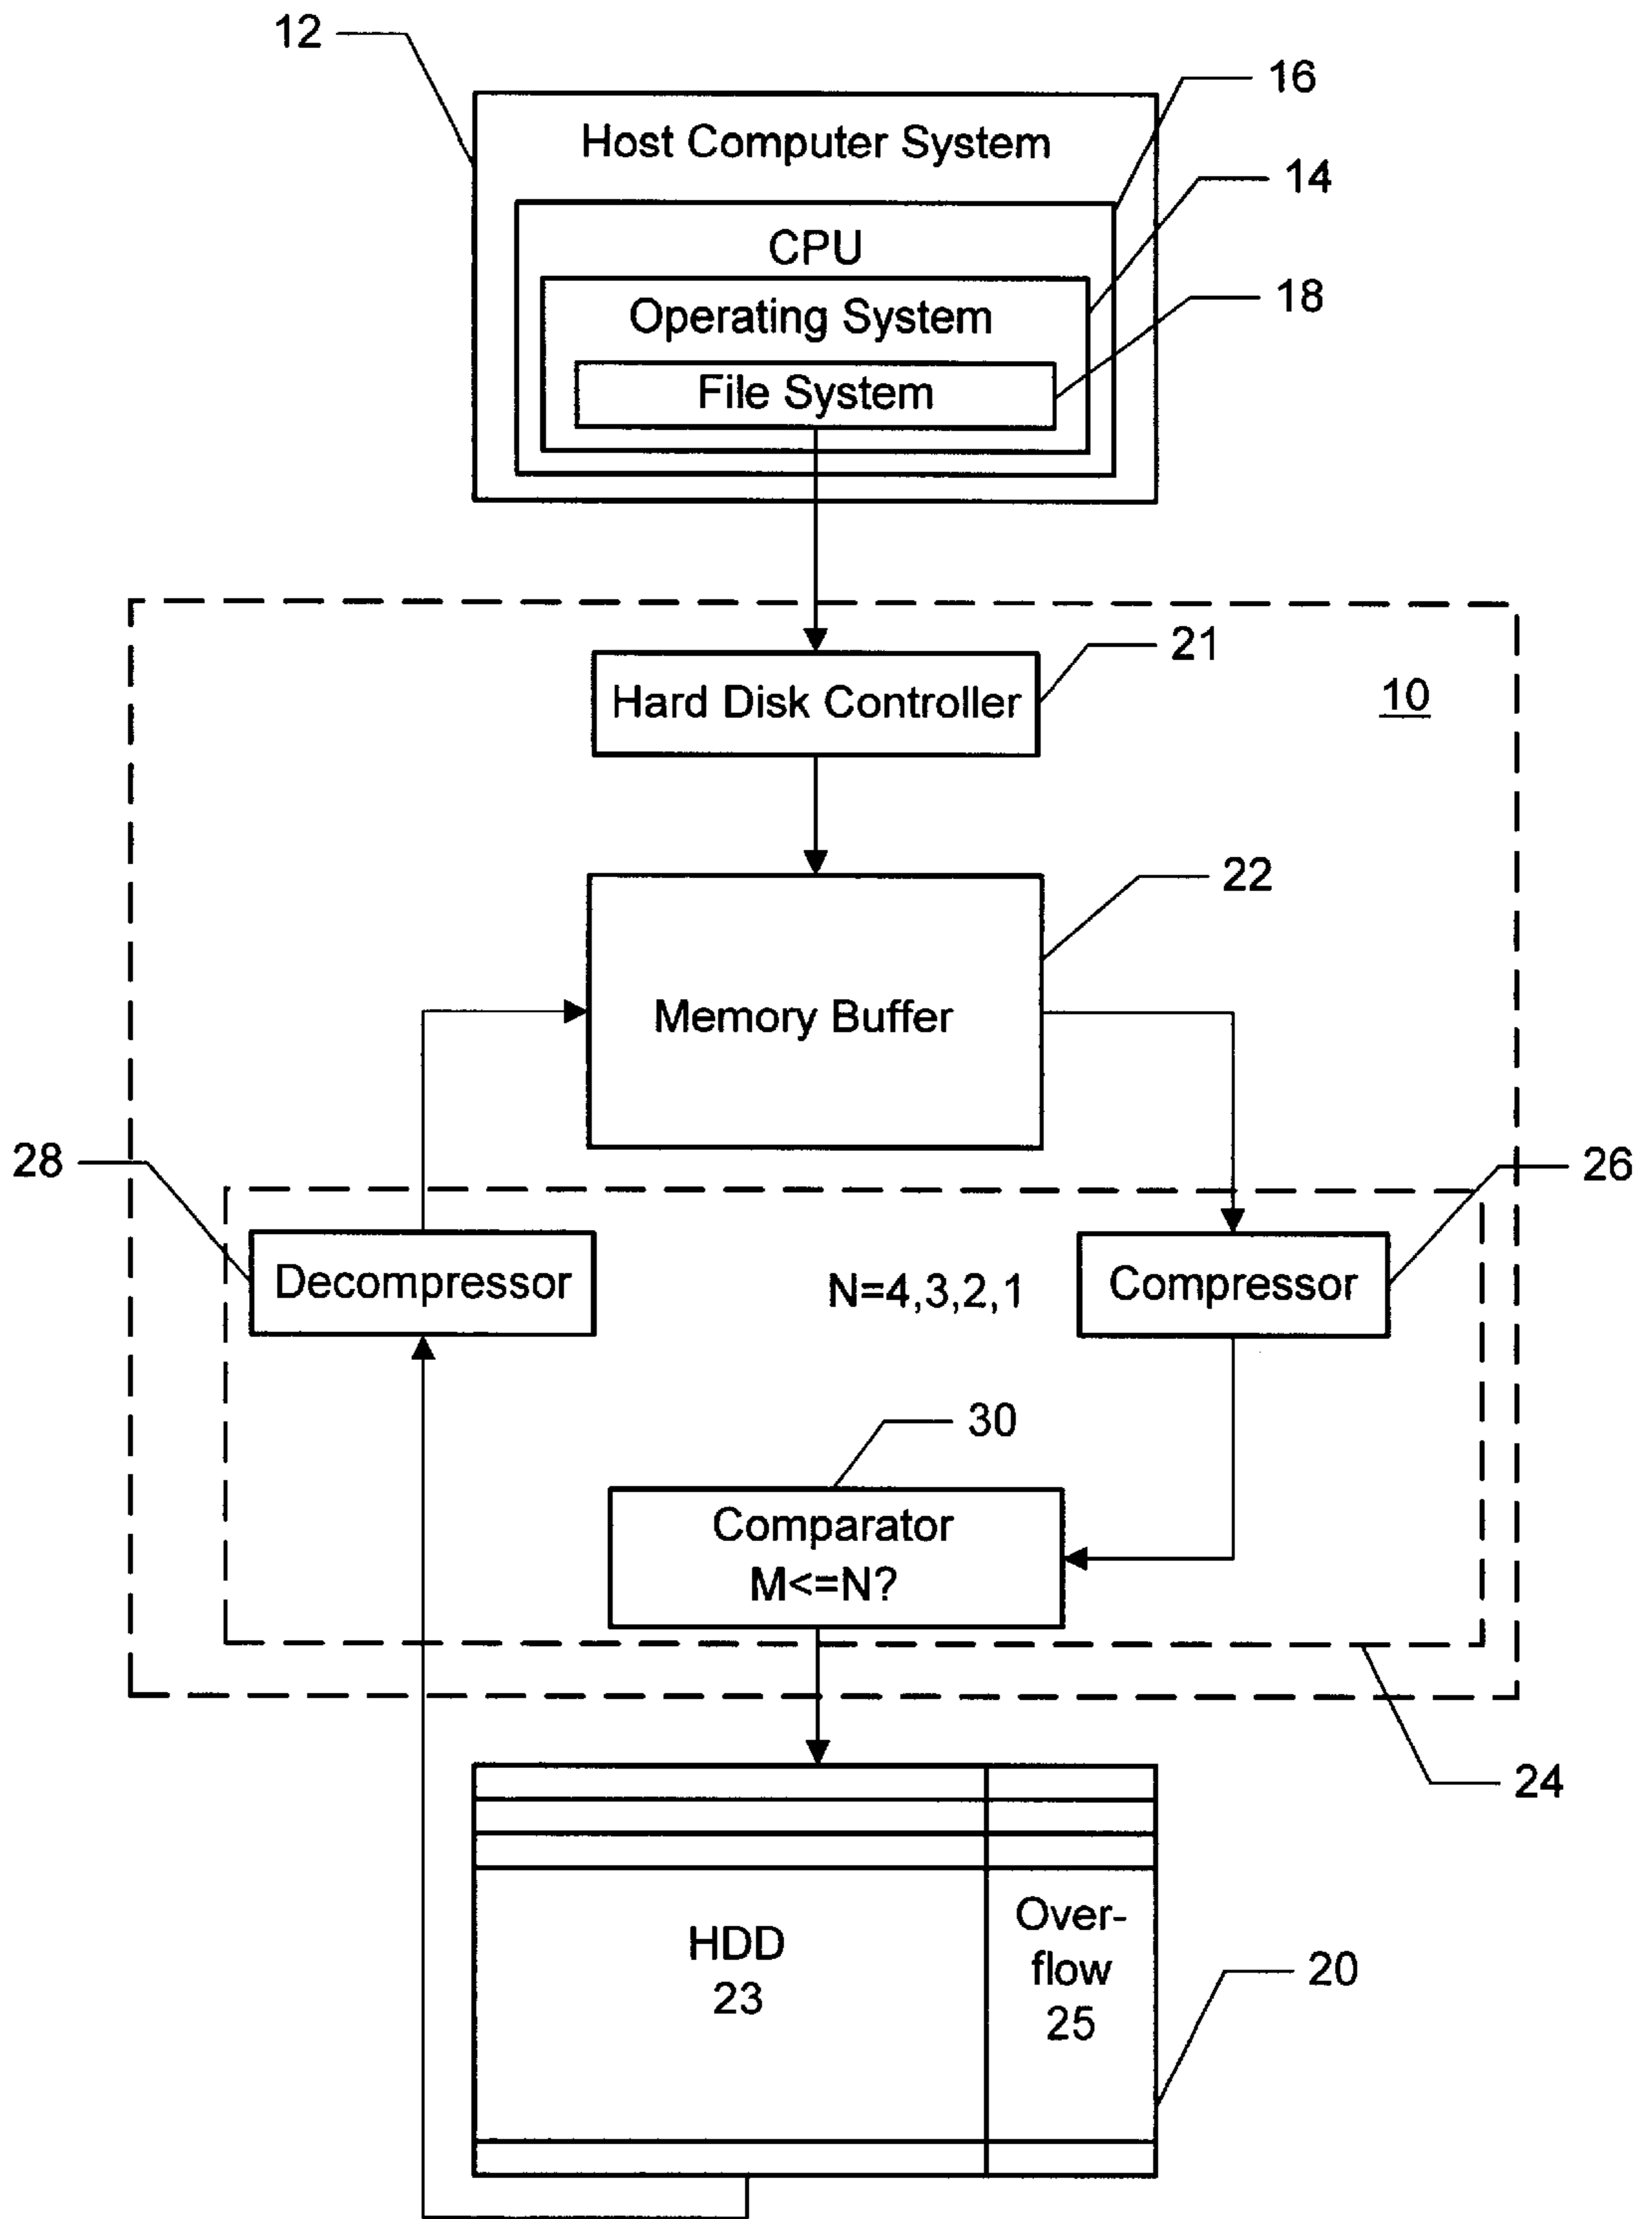 12
16
Host Computer System
14
CPU
18
Operating System
File System
21
Hard Disk Controller
10
22
Memory Buffer
28
26
Decompressor
N=4,3,2,1
Compressor
30
Comparator
M<=N?
24
HDD
23
Over-
flow
25
20